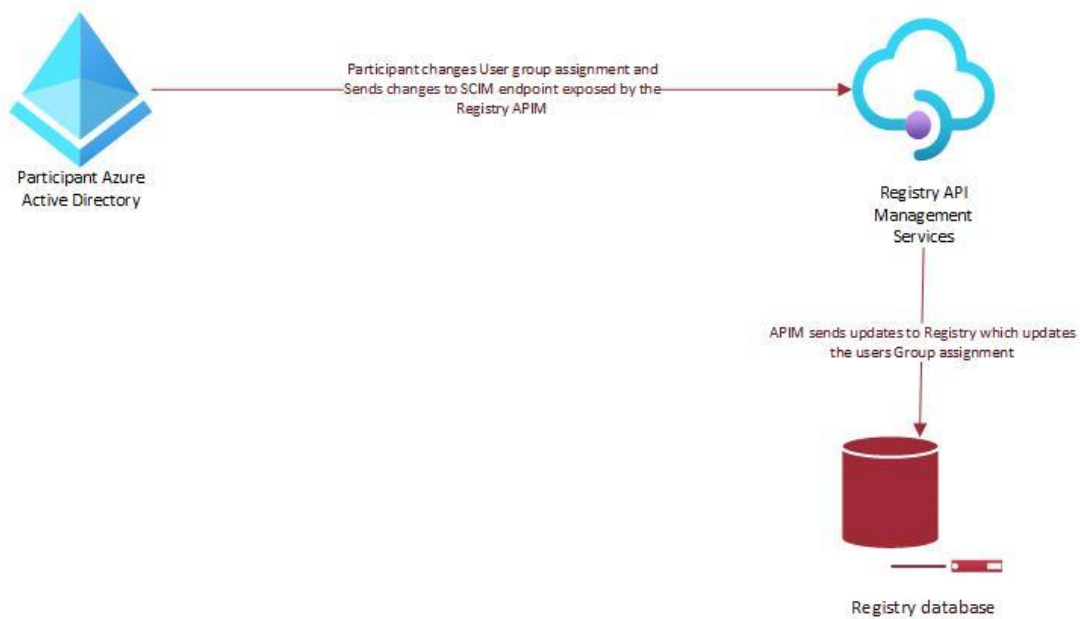 Participant changes User group assignment and
Sends changes to SCIM endpoint exposed by the
Registry APIM
Participant Azure
Active Directory
Registry API
Management
Services
APIM sends updates to Registry which updates
the users Group assignment
Registry database